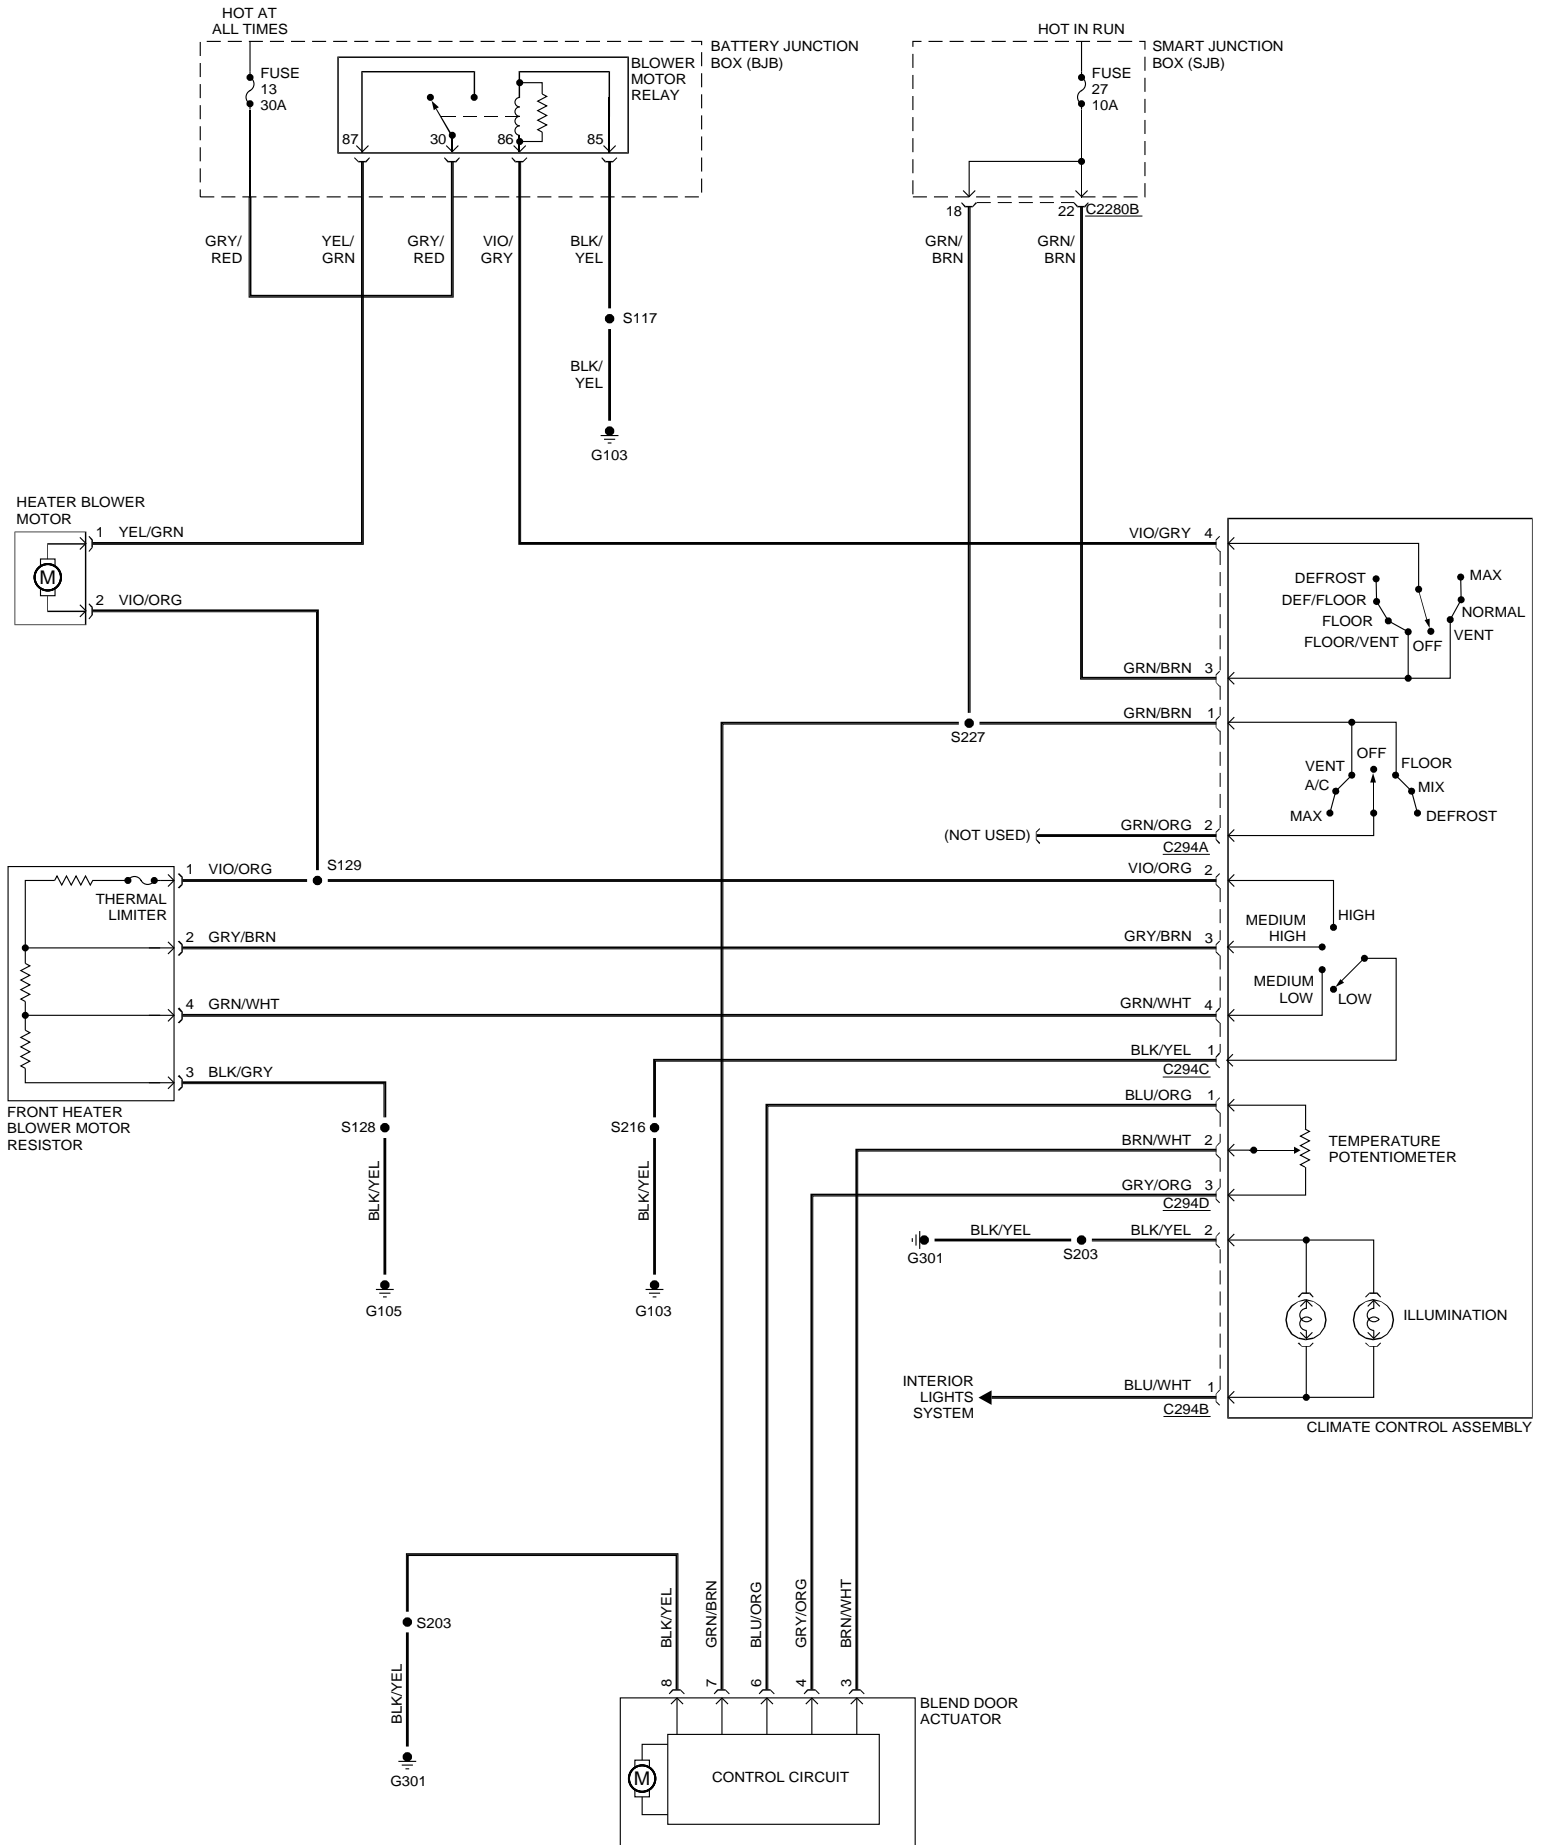 HOT AT
ALL TIMES
HOT IN RUN
BATTERY JUNCTION
BOX (BJB)
SMART JUNCTION
BOX (SJB)
FUSE
13
30A
BLOWER
MOTOR
RELAY
FUSE
27
10A
87
30
86
85
18
22
C2280B
GRY/
RED
YEL/
GRN
GRY/
RED
VIO/
GRY
BLK/
YEL
GRN/
BRN
GRN/
BRN
S117
BLK/
YEL
G103
HEATER BLOWER
MOTOR
1 YEL/GRN
M
2 VIO/ORG
VIO/GRY 4
DEFROST
DEF/FLOOR
FLOOR
FLOOR/VENT
OFF
MAX
NORMAL
VENT
GRN/BRN 3
GRN/BRN 1
S227
OFF
VENT
A/C
MAX
FLOOR
MIX
DEFROST
(NOT USED)
GRN/ORG 2
C294A
S129
1 VIO/ORG
VIO/ORG 2
THERMAL
LIMITER
HIGH
MEDIUM
HIGH
2 GRY/BRN
GRY/BRN 3
MEDIUM
LOW
LOW
4 GRN/WHT
GRN/WHT 4
BLK/YEL 1
C294C
3 BLK/GRY
BLU/ORG 1
FRONT HEATER
BLOWER MOTOR
RESISTOR
S128
S216
BRN/WHT 2
TEMPERATURE
POTENTIOMETER
BLK/YEL
BLK/YEL
GRY/ORG 3
C294D
BLK/YEL
BLK/YEL 2
G301
S203
G105
G103
ILLUMINATION
INTERIOR
LIGHTS
SYSTEM
BLU/WHT 1
C294B
CLIMATE CONTROL ASSEMBLY
S203
BLK/YEL
GRN/BRN
BLU/ORG
GRY/ORG
BRN/WHT
BLK/YEL
8
7
6
4
3
G301
BLEND DOOR
ACTUATOR
M
CONTROL CIRCUIT